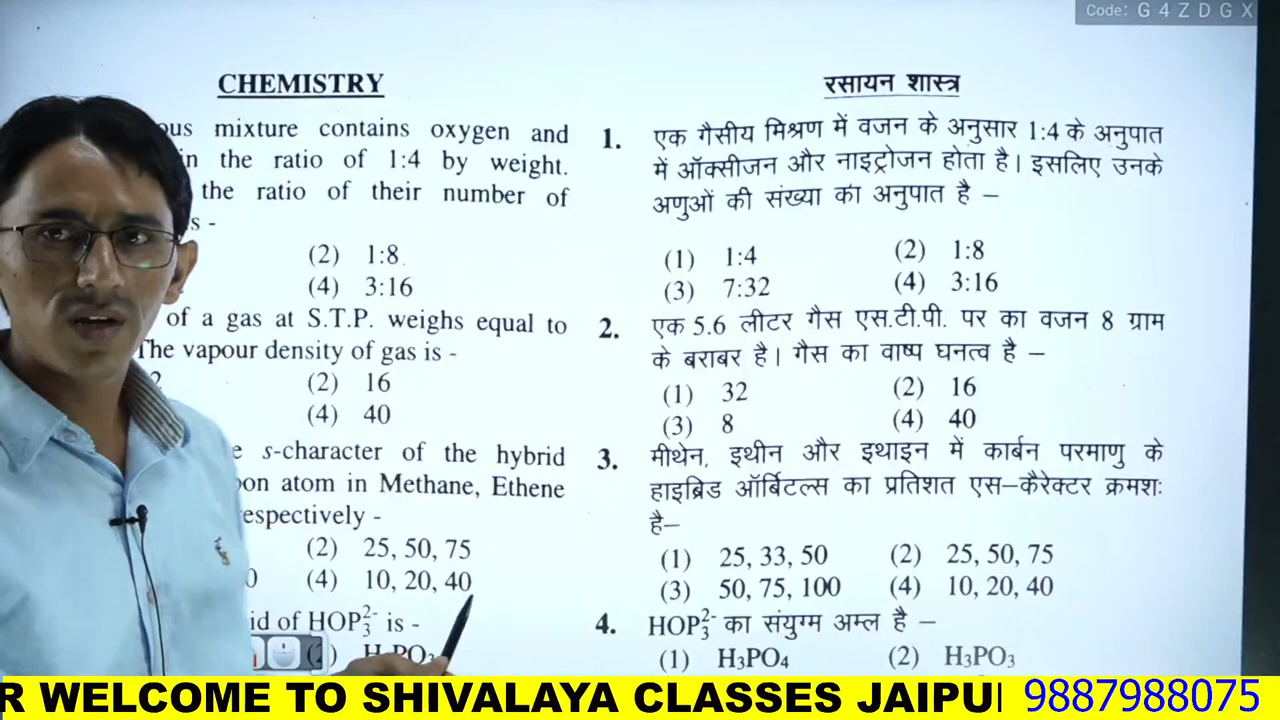 Code: G 4 Z D G X
CHEMISTRY
mixture contains oxygen and
in the ratio of 1:4 by weight.
the ratio of their number of
-
(2) 1:8
(4) 3:16
of a gas at S.T.P. weighs equal to
The vapour density of gas is -
(2) 16
(4) 40
s-character of the hybrid
atom in Methane, Ethene
respectively -
(2) 25, 50, 75
(4) 10, 20, 40
of HOP₃²⁻ is -
रसायन शास्त्र
1. एक गैसीय मिश्रण में वजन के अनुसार 1:4 के अनुपात
में ऑक्सीजन और नाइट्रोजन होता है। इसलिए उनके
अणुओं की संख्या का अनुपात है –
(1) 1:4 (2) 1:8
(3) 7:32 (4) 3:16
2. एक 5.6 लीटर गैस एस.टी.पी. पर का वजन 8 ग्राम
के बराबर है। गैस का वाष्प घनत्व है –
(1) 32 (2) 16
(3) 8 (4) 40
3. मीथेन, इथीन और इथाइन में कार्बन परमाणु के
हाइब्रिड ऑर्बिटल्स का प्रतिशत एस–कैरेक्टर क्रमशः
है–
(1) 25, 33, 50 (2) 25, 50, 75
(3) 50, 75, 100 (4) 10, 20, 40
4. HOP₃²⁻ का संयुग्म अम्ल है –
(1) H₃PO₄ (2) H₃PO₃
R WELCOME TO SHIVALAYA CLASSES JAIPU 9887988075